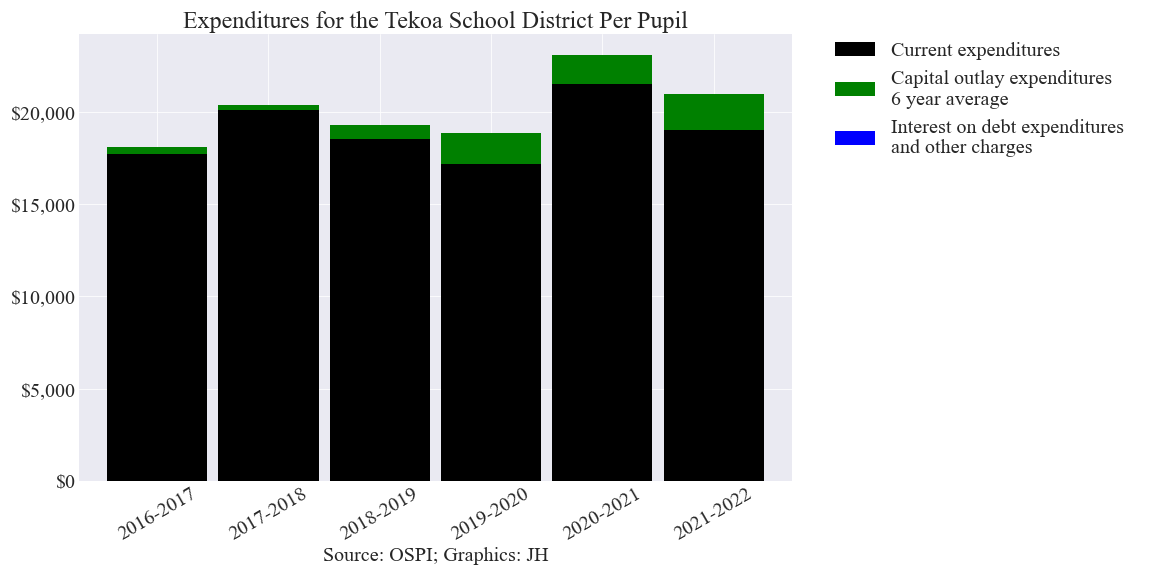 Expenditures for the Tekoa School District Per Pupil
Current expenditures
Capital outlay expenditures
6 year average
Interest on debt expenditures
and other charges
$20,000
$15,000
$10,000
$5,000
$0
2016-2017
2017-2018
2018-2019
2019-2020
2020-2021
2021-2022
Source: OSPI; Graphics: JH